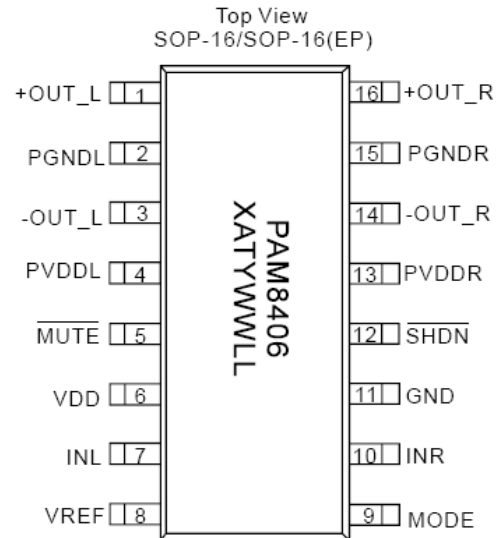 Top View
SOP-16/SOP-16(EP)
+OUT_L 1
PGNDL 2
-OUT_L 3
PVDDL 4
MUTE 5
VDD 6
INL 7
VREF 8
PAM8406
XATYWWLL
16 +OUT_R
15 PGNDR
14 -OUT_R
13 PVDDR
12 SHDN
11 GND
10 INR
9 MODE